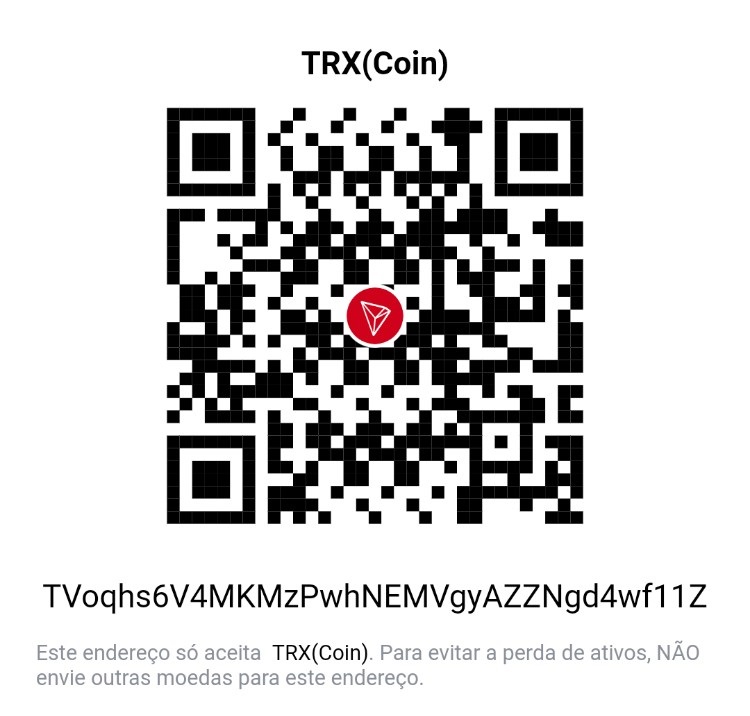 TRX(Coin)
TVoqhs6V4MKMzPwhNEMVgyAZZNgd4wf11Z
Este endereço só aceita TRX(Coin). Para evitar a perda de ativos, NÃO
envie outras moedas para este endereço.